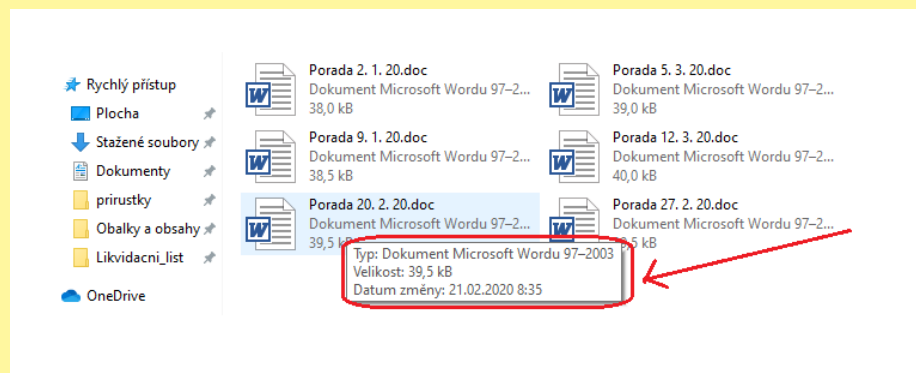 Rychlý přístup
Plocha
Stažené soubory
Dokumenty
prirustky
Obalky a obsahy
Likvidacni_list
OneDrive
Porada 2. 1. 20.doc
Dokument Microsoft Wordu 97–2...
38,0 kB
Porada 5. 3. 20.doc
Dokument Microsoft Wordu 97–2...
39,0 kB
Porada 9. 1. 20.doc
Dokument Microsoft Wordu 97–2...
38,5 kB
Porada 12. 3. 20.doc
Dokument Microsoft Wordu 97–2...
40,0 kB
Porada 20. 2. 20.doc
Dokument Microsoft Wordu 97–2...
39,5 k
Porada 27. 2. 20.doc
Dokument Microsoft Wordu 97–2...
kB
Typ: Dokument Microsoft Wordu 97–2003
Velikost: 39,5 kB
Datum změny: 21.02.2020 8:35